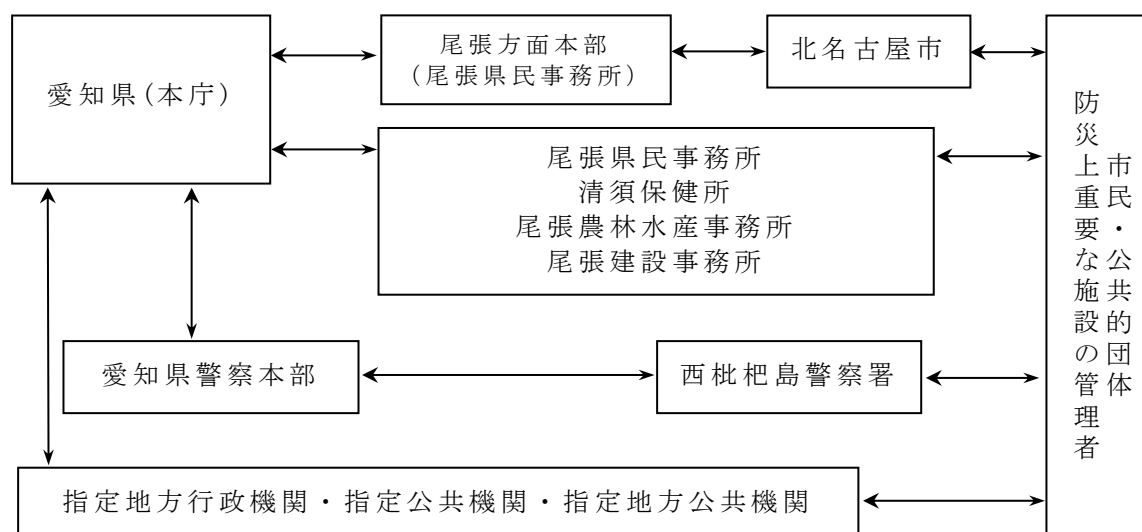 愛知県(本庁)
尾張方面本部
(尾張県民事務所)
北名古屋市
尾張県民事務所
清須保健所
尾張農林水産事務所
尾張建設事務所
愛知県警察本部
西枇杷島警察署
指定地方行政機関・指定公共機関・指定地方公共機関
市民・公共的団体
防災上重要な施設の管理者